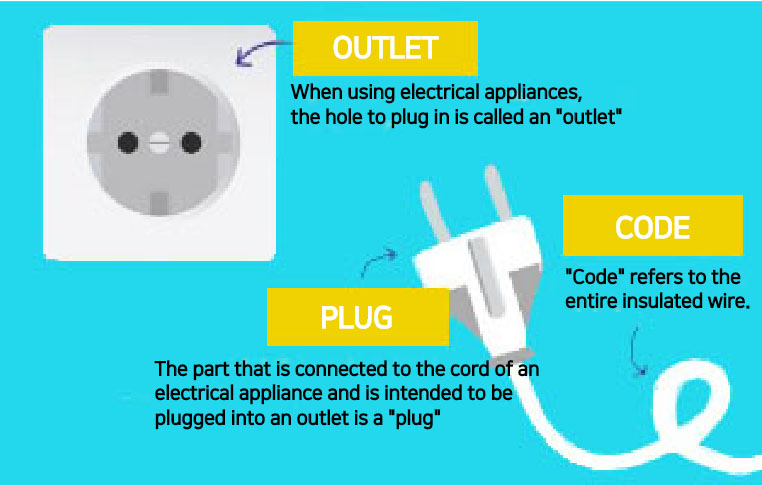 OUTLET
When using electrical appliances,
the hole to plug in is called an "outlet"
CODE
"Code" refers to the
entire insulated wire.
PLUG
The part that is connected to the cord of an
electrical appliance and is intended to be
plugged into an outlet is a "plug"